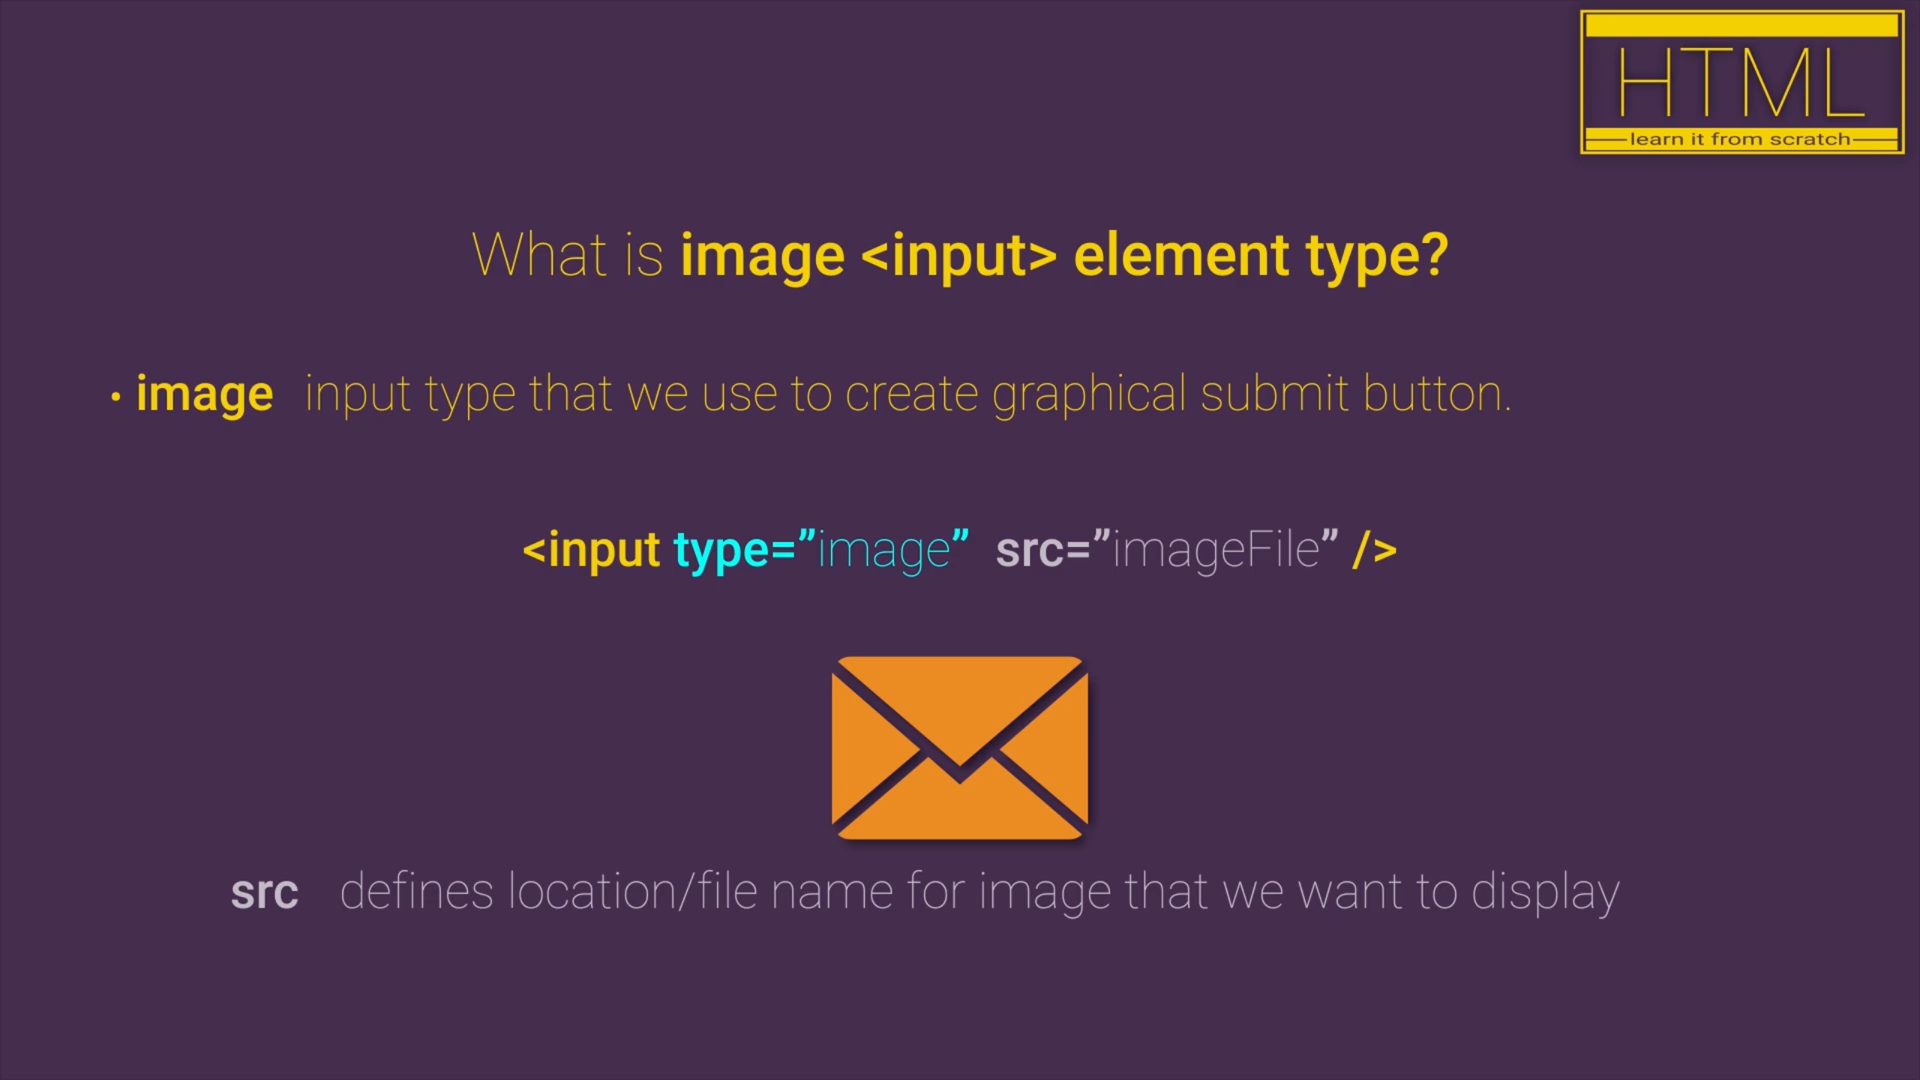 HTML
learn it from scratch
What is image <input> element type?
• image input type that we use to create graphical submit button.
<input type=”image” src=”imageFile” />
src defines location/file name for image that we want to display